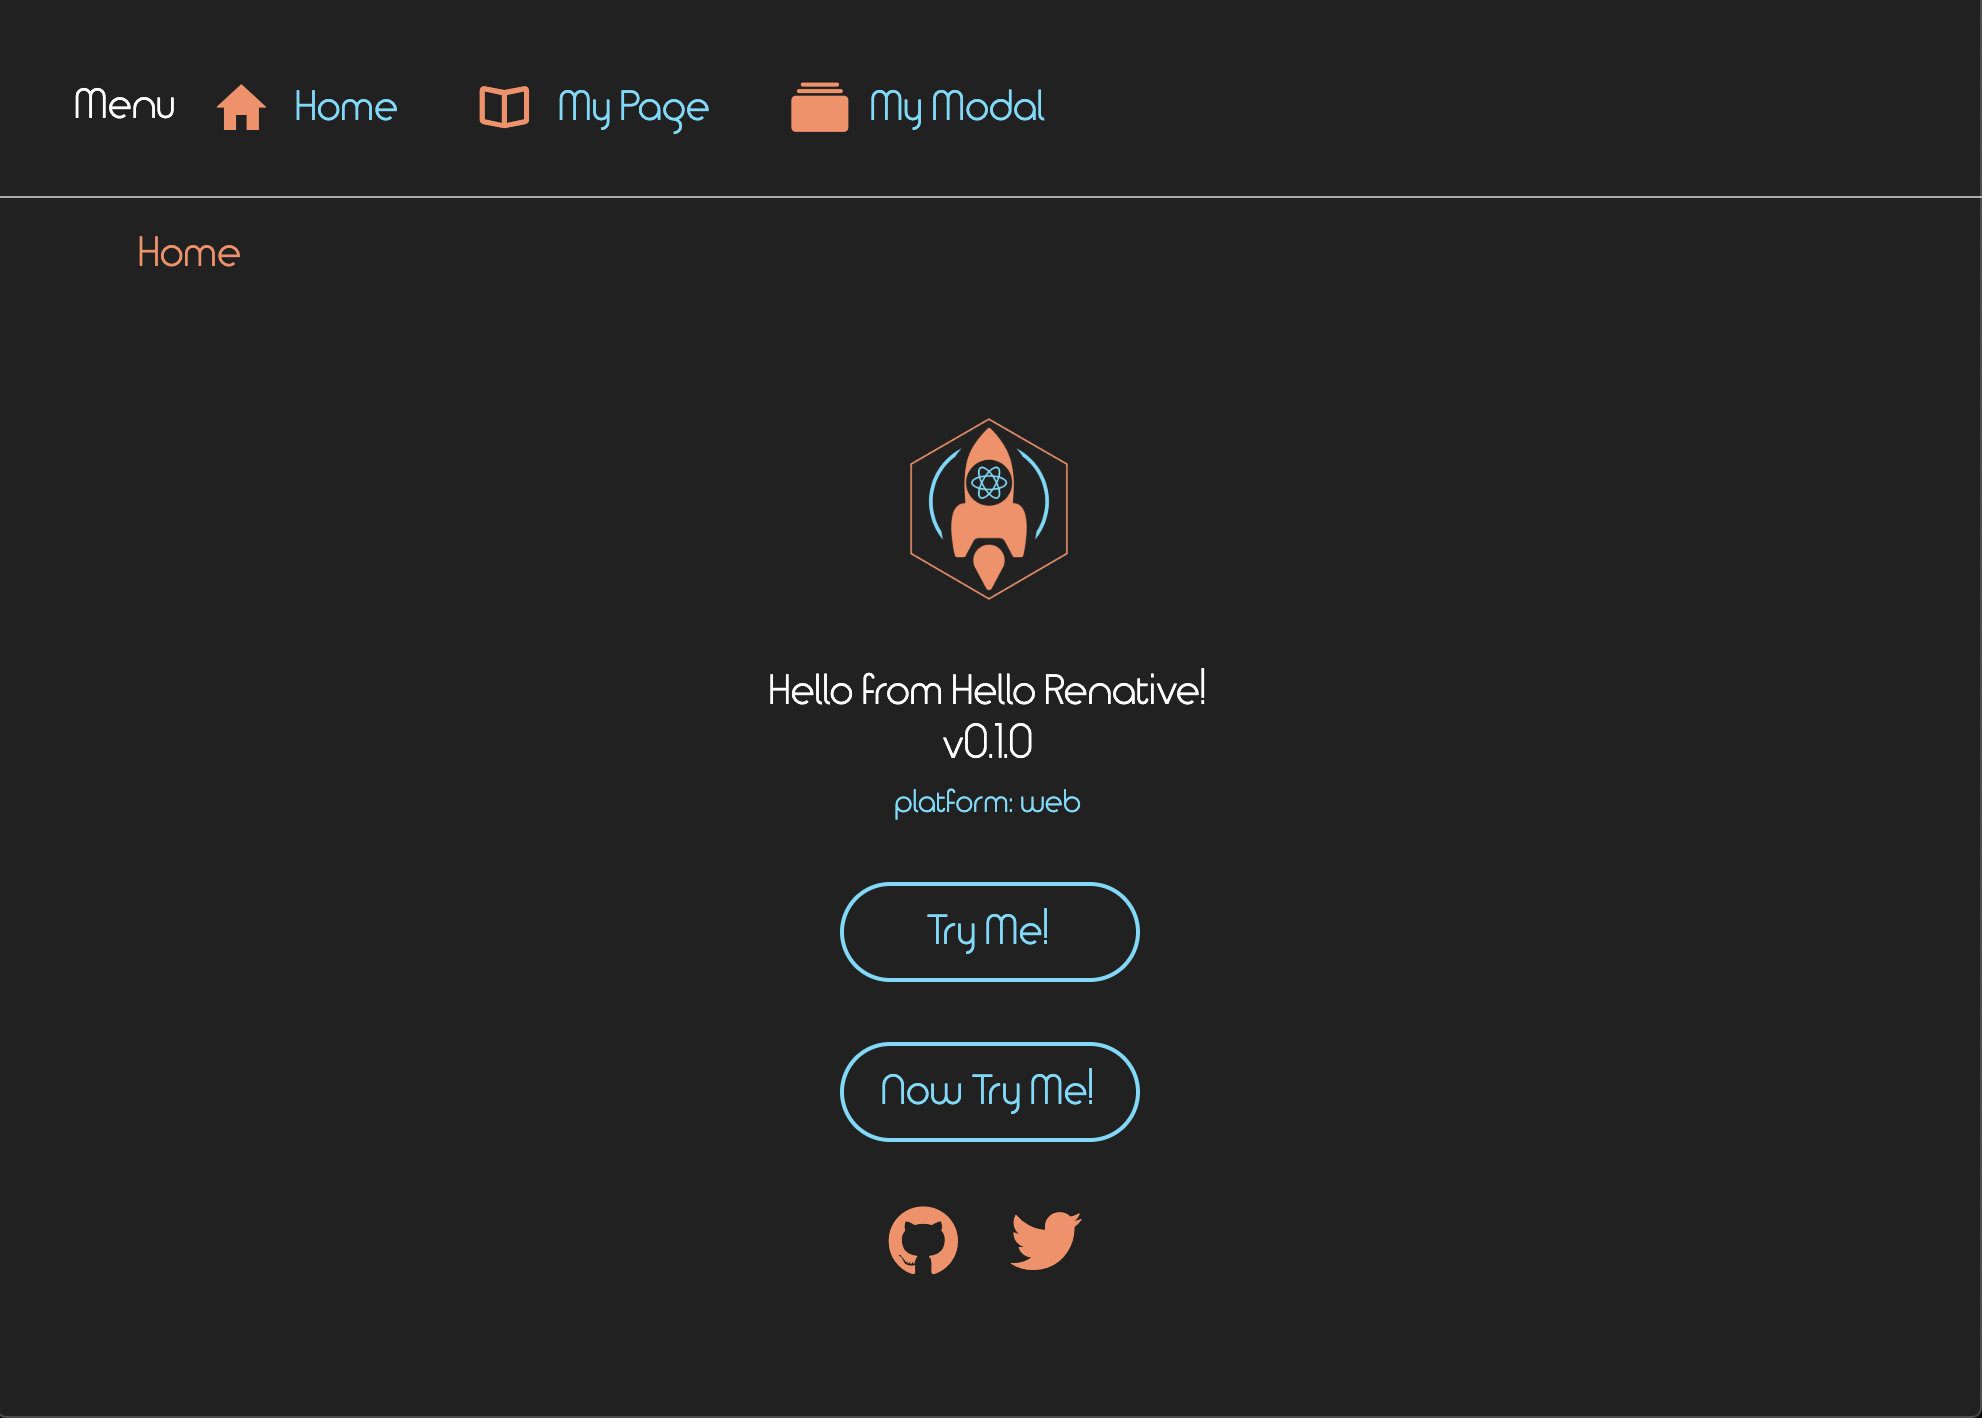 Menu Home My Page My Modal
Home
Hello from Hello Renative!
v0.1.0
platform: web
Try Me!
Now Try Me!